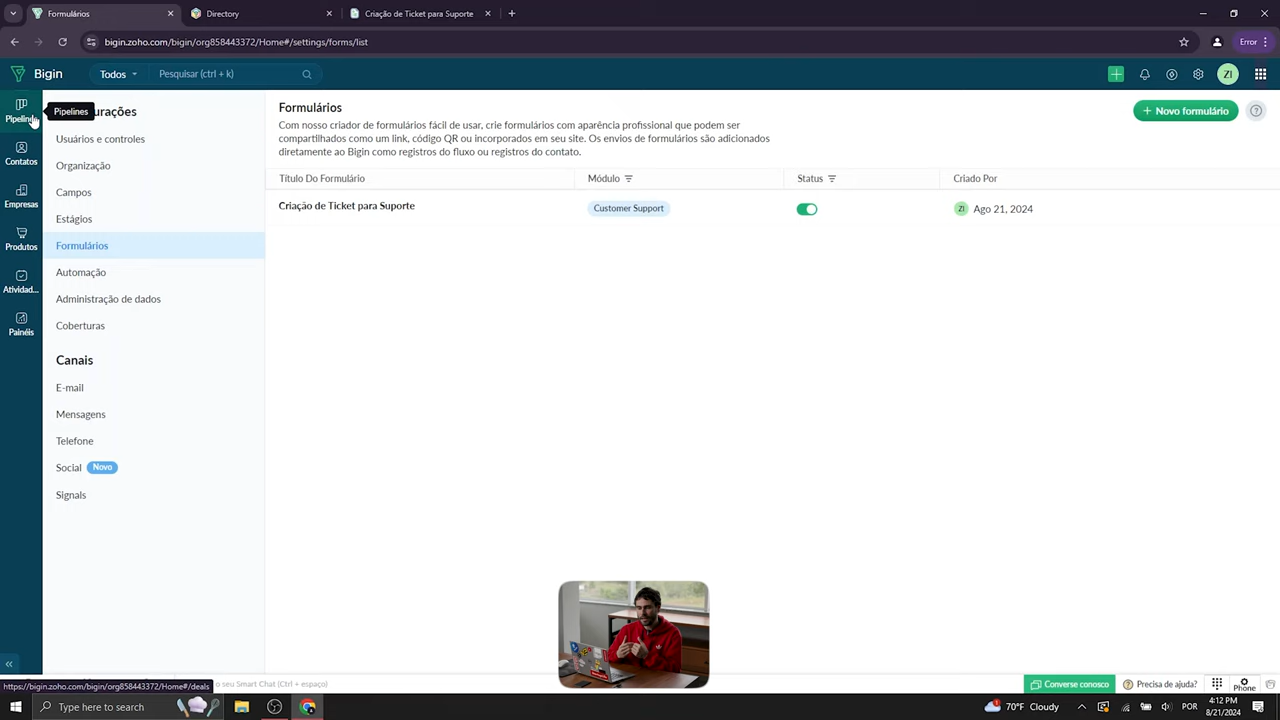 Formulários
Directory
Criação de Ticket para Suporte
bigin.zoho.com/bigin/org858443372/Home#/settings/forms/list
Error
Bigin
Todos
Pesquisar (ctrl + k)
ZI
Pipelines
Pipelines
Contatos
Empresas
Produtos
Atividad...
Painéis
urações
Usuários e controles
Organização
Campos
Estágios
Formulários
Automação
Administração de dados
Coberturas
Canais
E-mail
Mensagens
Telefone
Social Novo
Signals
Formulários
+ Novo formulário
Com nosso criador de formulários fácil de usar, crie formulários com aparência profissional que podem ser
compartilhados como um link, código QR ou incorporados em seu site. Os envios de formulários são adicionados
diretamente ao Bigin como registros do fluxo ou registros do contato.
Título Do Formulário Módulo Status Criado Por
Criação de Ticket para Suporte Customer Support ZI Ago 21, 2024
https://bigin.zoho.com/bigin/org858443372/Home#/deals
o seu Smart Chat (Ctrl + espaço)
Converse conosco
Precisa de ajuda?
Phone
Type here to search
70°F Cloudy
POR
4:12 PM
8/21/2024